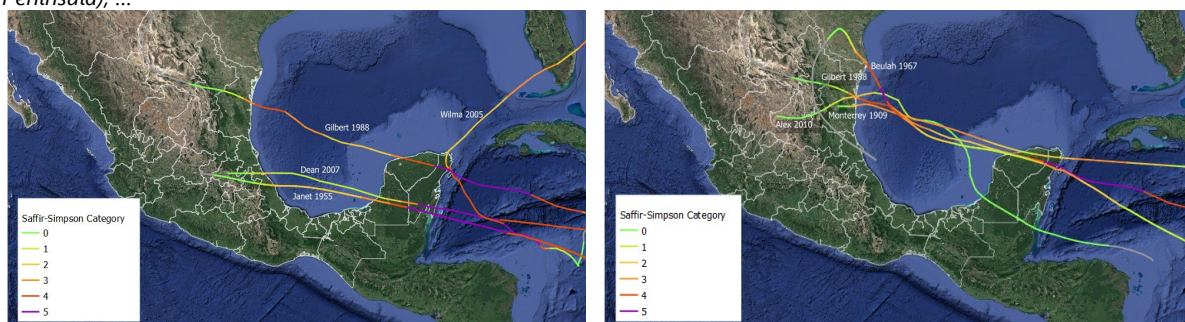 Peninsula), ...
Wilma 2005
Gilbert 1988
Dean 2007
Janet 1955
Saffir-Simpson Category
0
1
2
3
4
5
Beulah 1967
Gilbert 1988
Monterrey 1909
Alex 2010
Saffir-Simpson Category
0
1
2
3
4
5